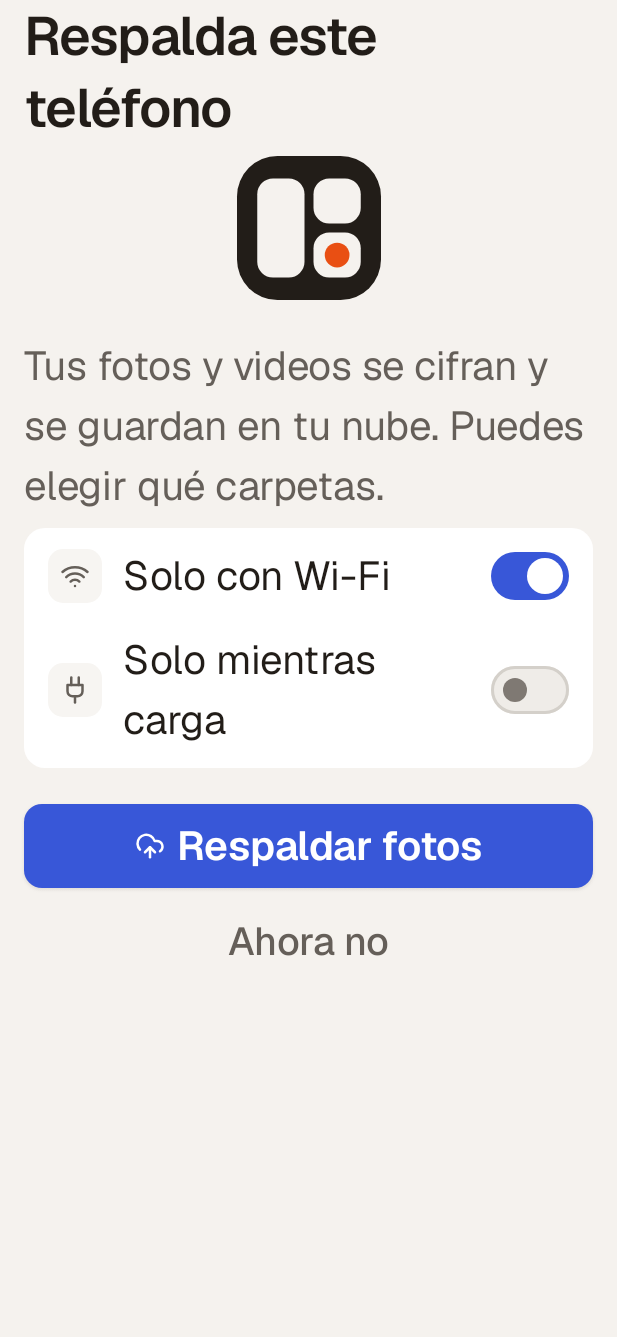 Respalda este
teléfono
Tus fotos y videos se cifran y
se guardan en tu nube. Puedes
elegir qué carpetas.
Solo con Wi-Fi
Solo mientras
carga
Respaldar fotos
Ahora no